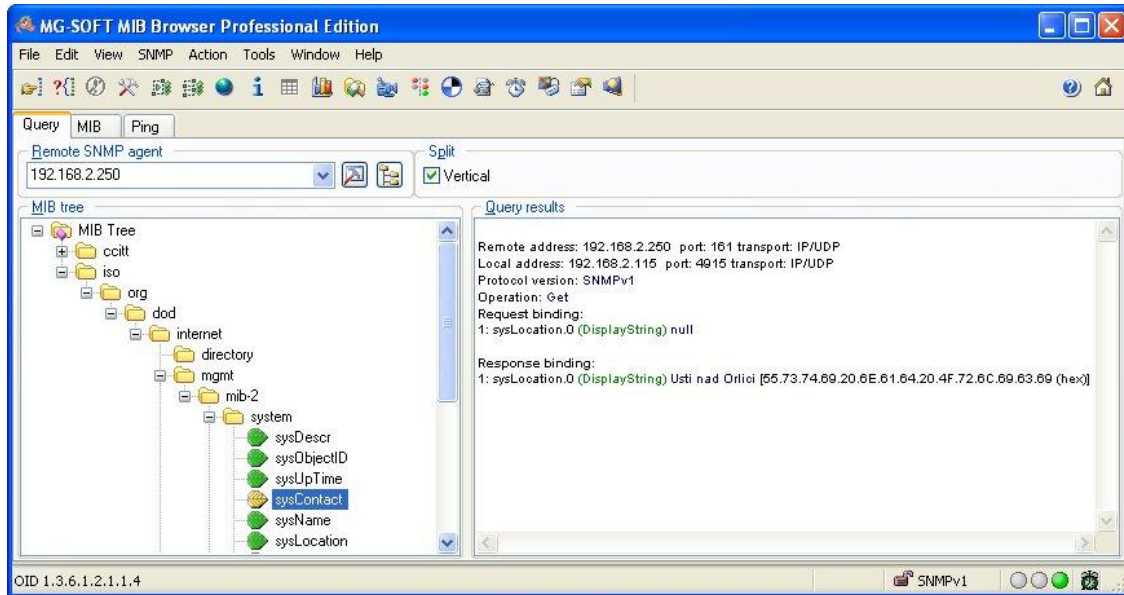 MG-SOFT MIB Browser Professional Edition
File Edit View SNMP Action Tools Window Help
Query MIB Ping
Remote SNMP agent
192.168.2.250
Split
Vertical
MIB tree
MIB Tree
ccitt
iso
org
dod
internet
directory
mgmt
mib-2
system
sysDescr
sysObjectID
sysUpTime
sysContact
sysName
sysLocation
Query results
Remote address: 192.168.2.250 port: 161 transport: IP/UDP
Local address: 192.168.2.115 port: 4915 transport: IP/UDP
Protocol version: SNMPv1
Operation: Get
Request binding:
1: sysLocation.0 (DisplayString) null
Response binding:
1: sysLocation.0 (DisplayString) Usti nad Orlici [55.73.74.69.20.6E.61.64.20.4F.72.6C.69.63.69 (hex)]
OID 1.3.6.1.2.1.1.4
SNMPv1